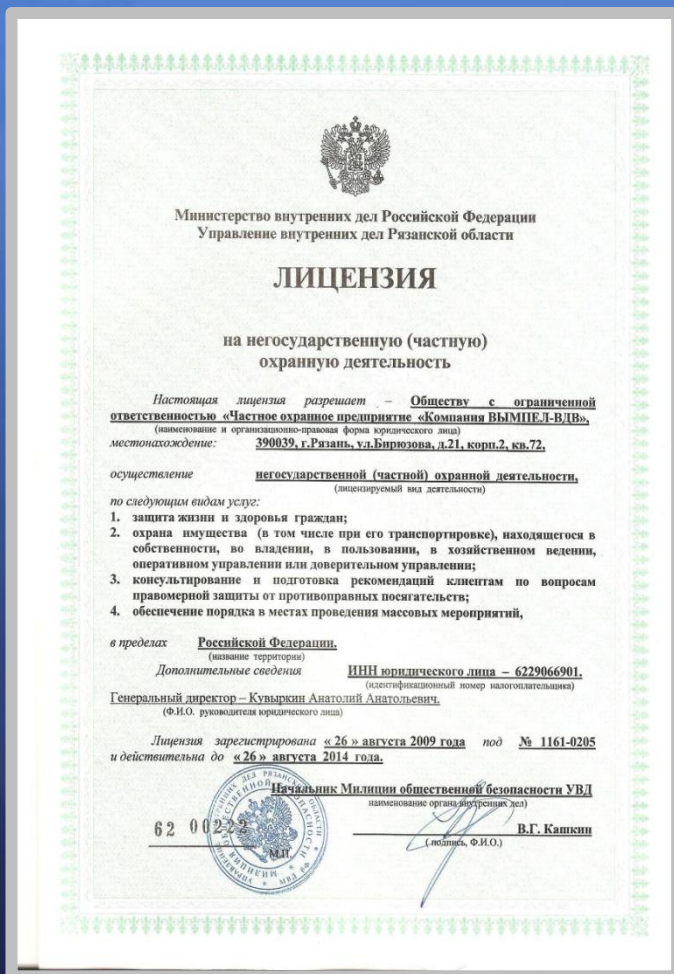 Министерство внутренних дел Российской Федерации
Управление внутренних дел Рязанской области
ЛИЦЕНЗИЯ
на негосударственную (частную)
охранную деятельность
Настоящая лицензия разрешает – Обществу с ограниченной
ответственностью «Частное охранное предприятие «Компания ВЫМПЕЛ-ВДВ»,
(наименование и организационно-правовая форма юридического лица)
местонахождение: 390039, г.Рязань, ул.Бирюзова, д.21, корп.2, кв.72,
осуществление негосударственной (частной) охранной деятельности,
(лицензируемый вид деятельности)
по следующим видам услуг:
1. защита жизни и здоровья граждан;
2. охрана имущества (в том числе при его транспортировке), находящегося в
собственности, во владении, в пользовании, в хозяйственном ведении,
оперативном управлении или доверительном управлении;
3. консультирование и подготовка рекомендаций клиентам по вопросам
правомерной защиты от противоправных посягательств;
4. обеспечение порядка в местах проведения массовых мероприятий,
в пределах Российской Федерации.
(название территории)
Дополнительные сведения ИНН юридического лица – 6229066901.
(идентификационный номер налогоплательщика)
Генеральный директор – Кувыркин Анатолий Анатольевич.
(Ф.И.О. руководителя юридического лица)
Лицензия зарегистрирована « 26 » августа 2009 года под № 1161-0205
и действительна до « 26 » августа 2014 года.
Начальник Милиции общественной безопасности УВД
наименование органа внутренних дел)
62 00222
В.Г. Кашкин
( подпись, Ф.И.О.)
М.П.